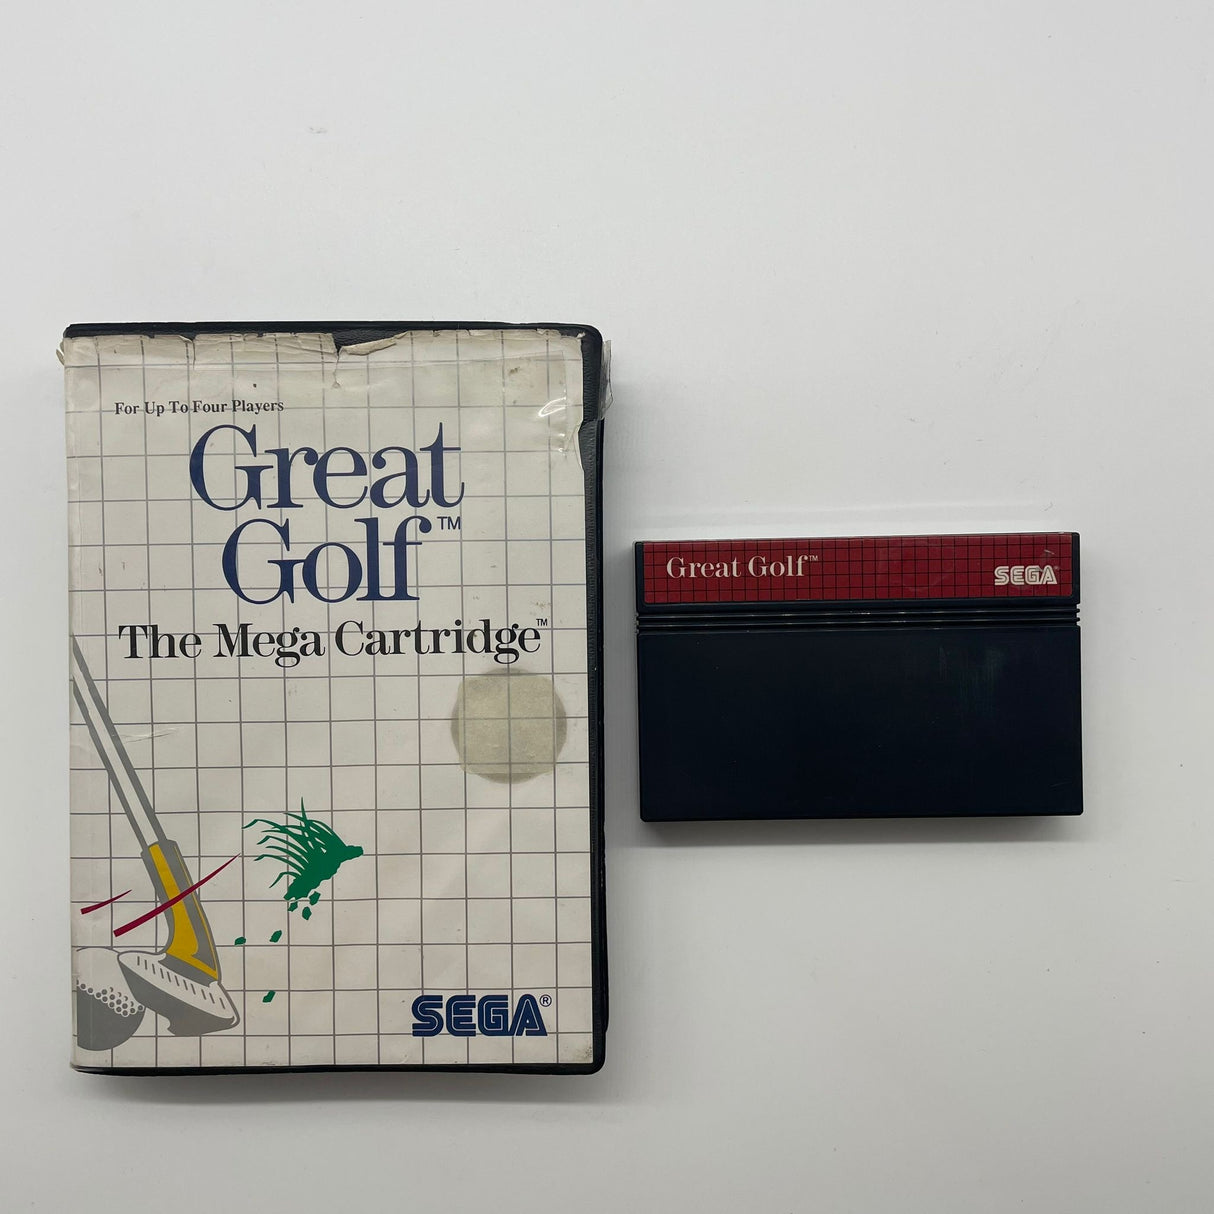 For Up To Four Players
Great
Golf™
The Mega Cartridge™
SEGA®
Great Golf™
SEGA®